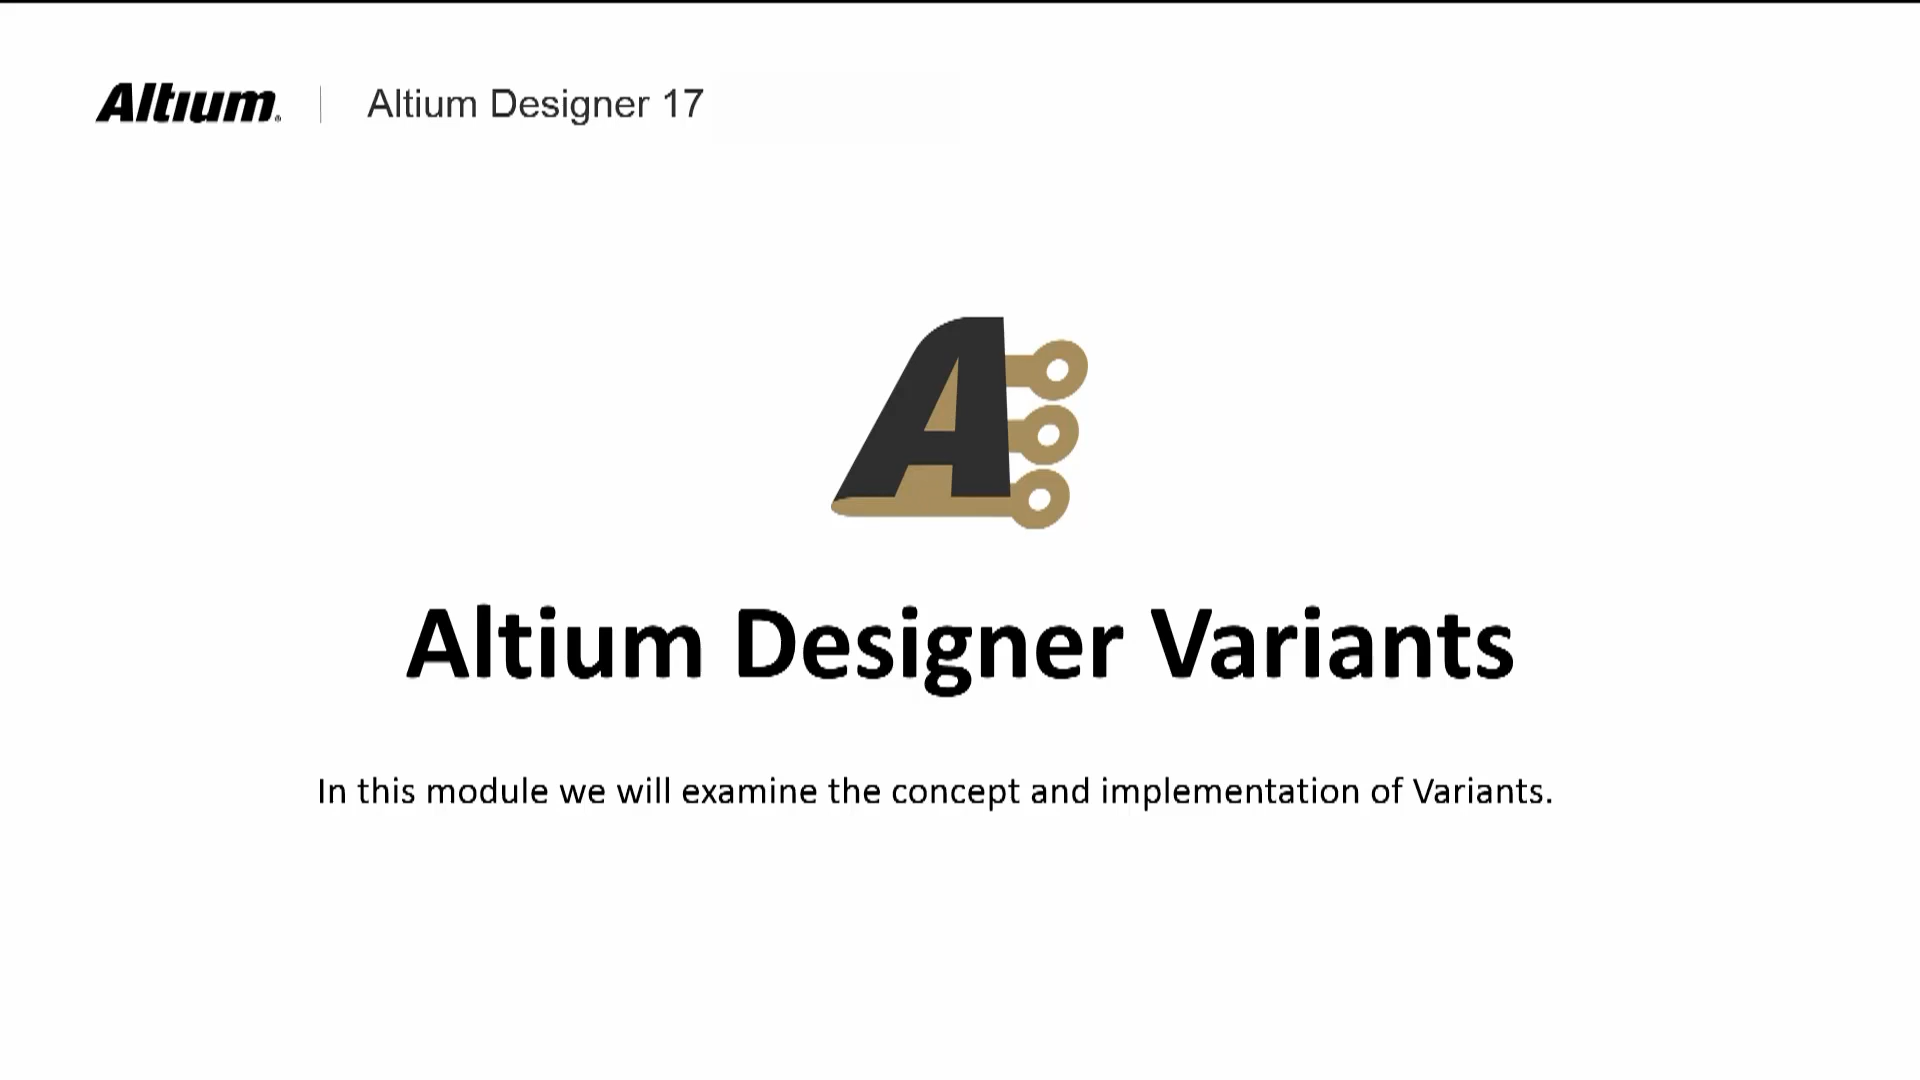 Altium. | Altium Designer 17
Altium Designer Variants
In this module we will examine the concept and implementation of Variants.